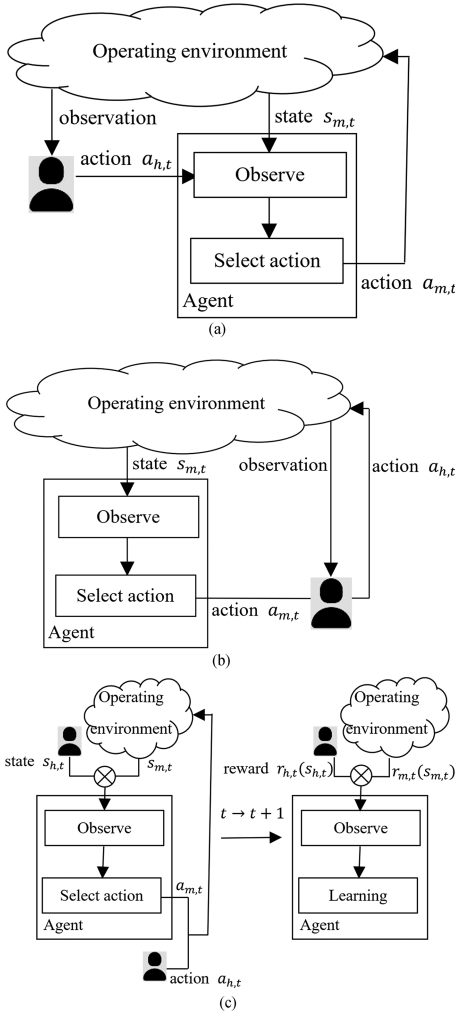 Operating environment
observation
state s_{m,t}
action a_{h,t}
Observe
Select action
action a_{m,t}
Agent
(a)
Operating environment
state s_{m,t}
observation
action a_{h,t}
Observe
Select action
action a_{m,t}
Agent
(b)
Operating
environment
state s_{h,t}
s_{m,t}
Observe
Select action
a_{m,t}
Agent
action a_{h,t}
t → t + 1
Operating
environment
reward r_{h,t}(s_{h,t})
r_{m,t}(s_{m,t})
Observe
Learning
Agent
(c)